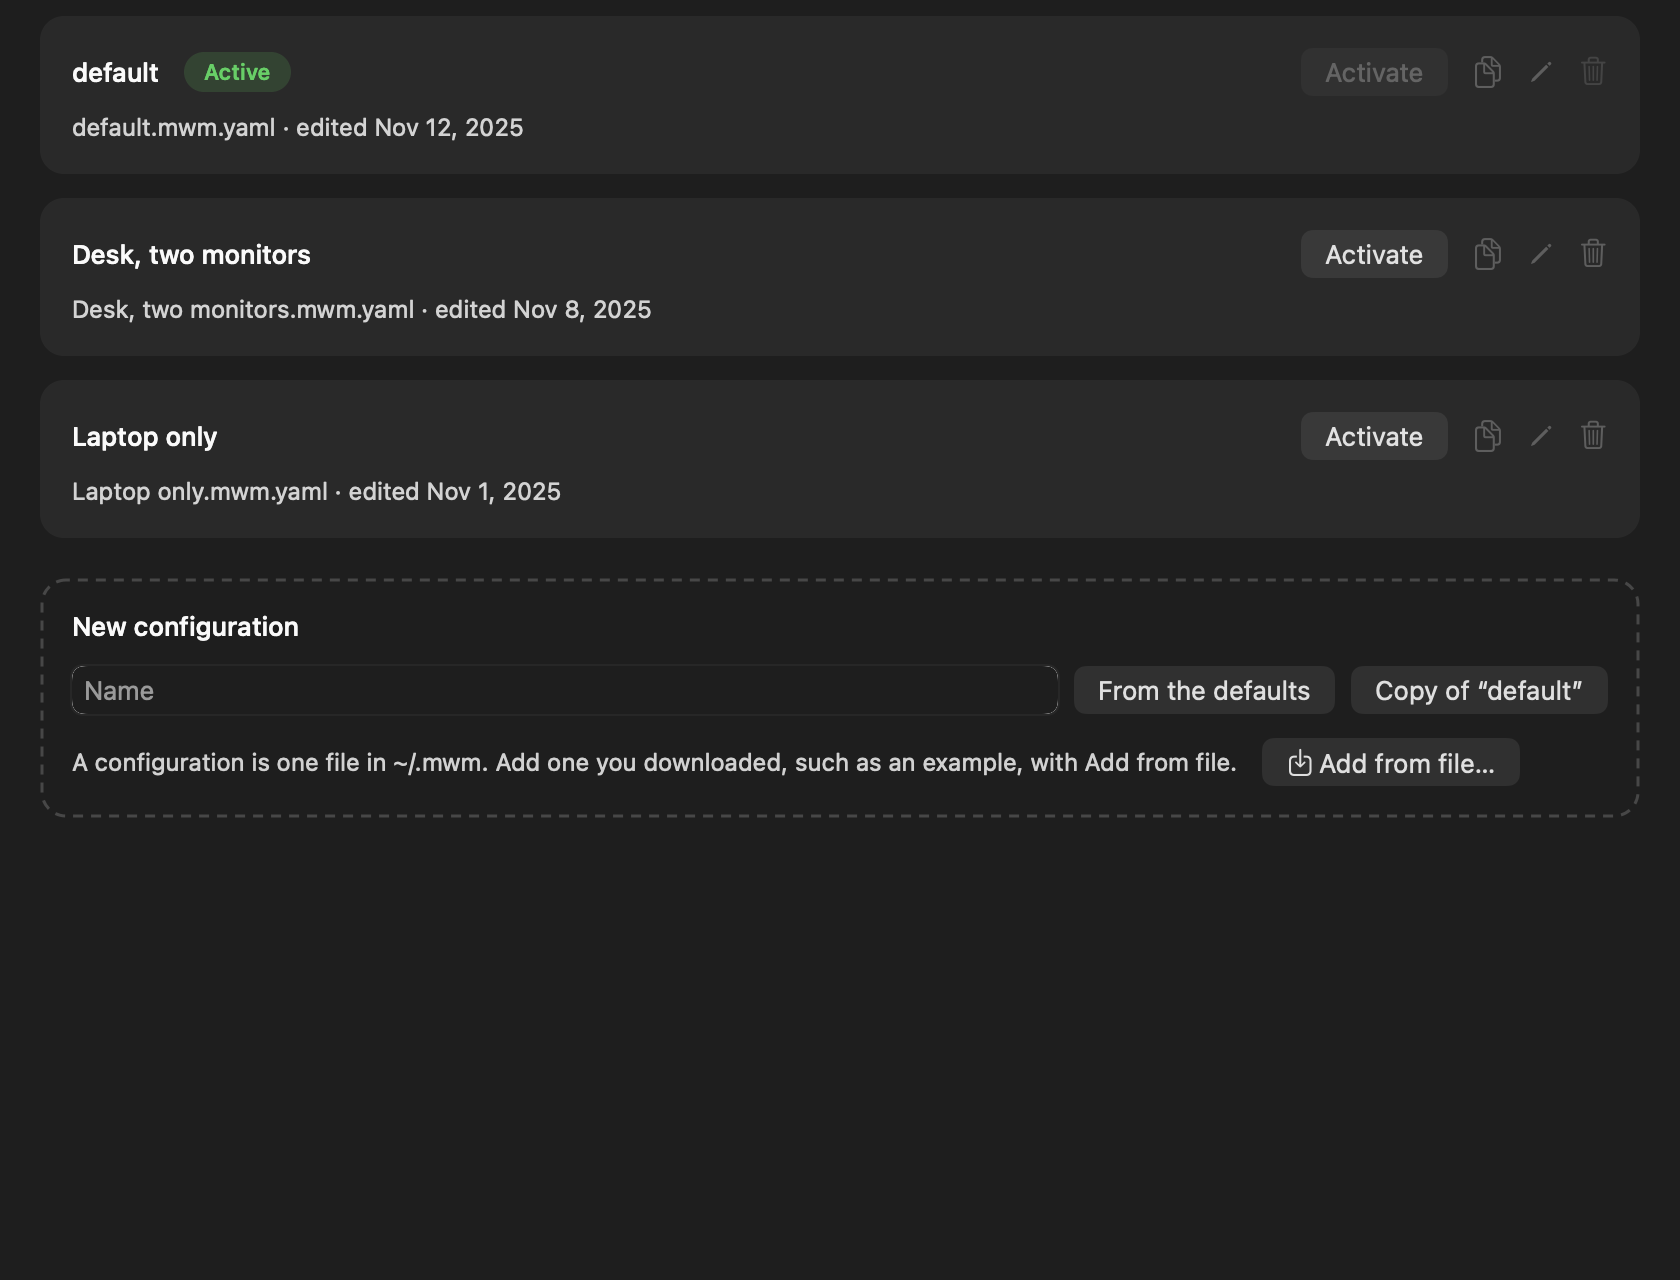 default
Active
Activate
default.mwm.yaml · edited Nov 12, 2025
Desk, two monitors
Activate
Desk, two monitors.mwm.yaml · edited Nov 8, 2025
Laptop only
Activate
Laptop only.mwm.yaml · edited Nov 1, 2025
New configuration
Name
From the defaults
Copy of “default”
A configuration is one file in ~/.mwm. Add one you downloaded, such as an example, with Add from file.
Add from file...